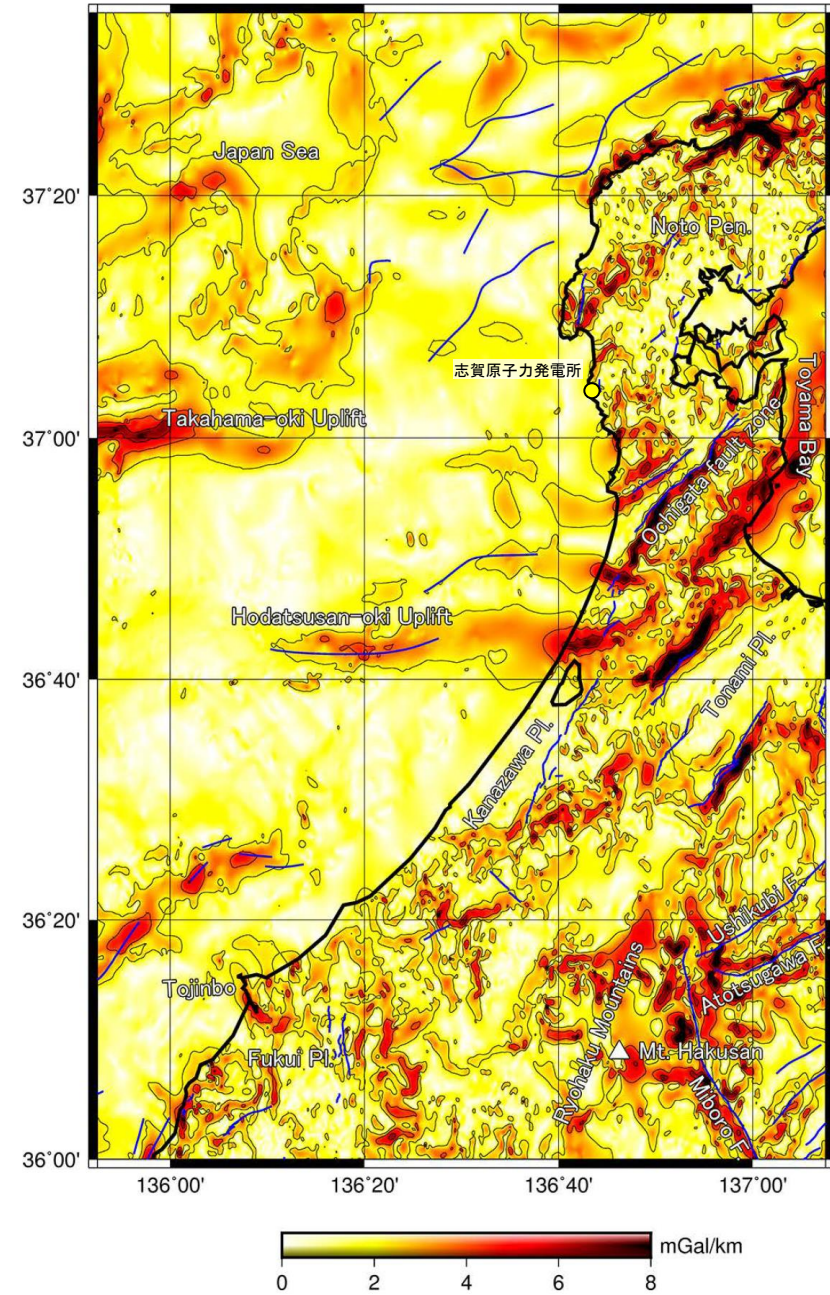 Japan Sea
37°20'
Noto Pen.
志賀原子力発電所
Toyama Bay
Takahama-oki Uplift
37°00'
Ochigata fault zone
Hodatsusan-oki Uplift
36°40'
Tonami Pl.
Kanazawa Pl.
36°20'
Ushikubi F.
Atotsugawa F.
Tojinbo
Ryohaku Mountains
Mt. Hakusan
Fukui Pl.
Miboro F.
36°00'
136°00'
136°20'
136°40'
137°00'
mGal/km
0
2
4
6
8